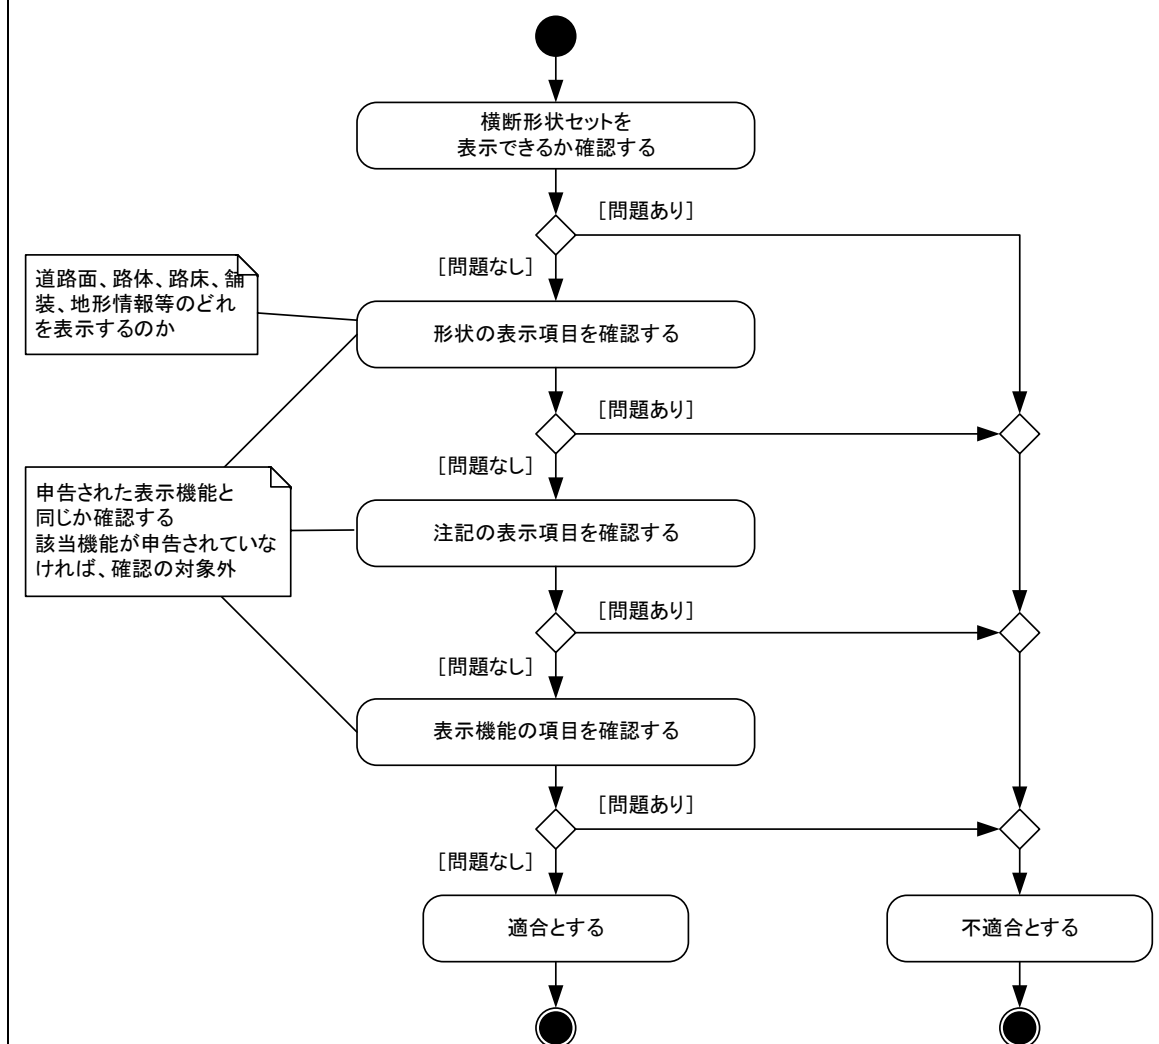 横断形状セットを
表示できるか確認する
[問題あり]
[問題なし]
道路面、路体、路床、舗
装、地形情報等のどれ
を表示するのか
形状の表示項目を確認する
[問題あり]
[問題なし]
申告された表示機能と
同じか確認する
該当機能が申告されていな
ければ、確認の対象外
注記の表示項目を確認する
[問題あり]
[問題なし]
表示機能の項目を確認する
[問題あり]
[問題なし]
適合とする
不適合とする